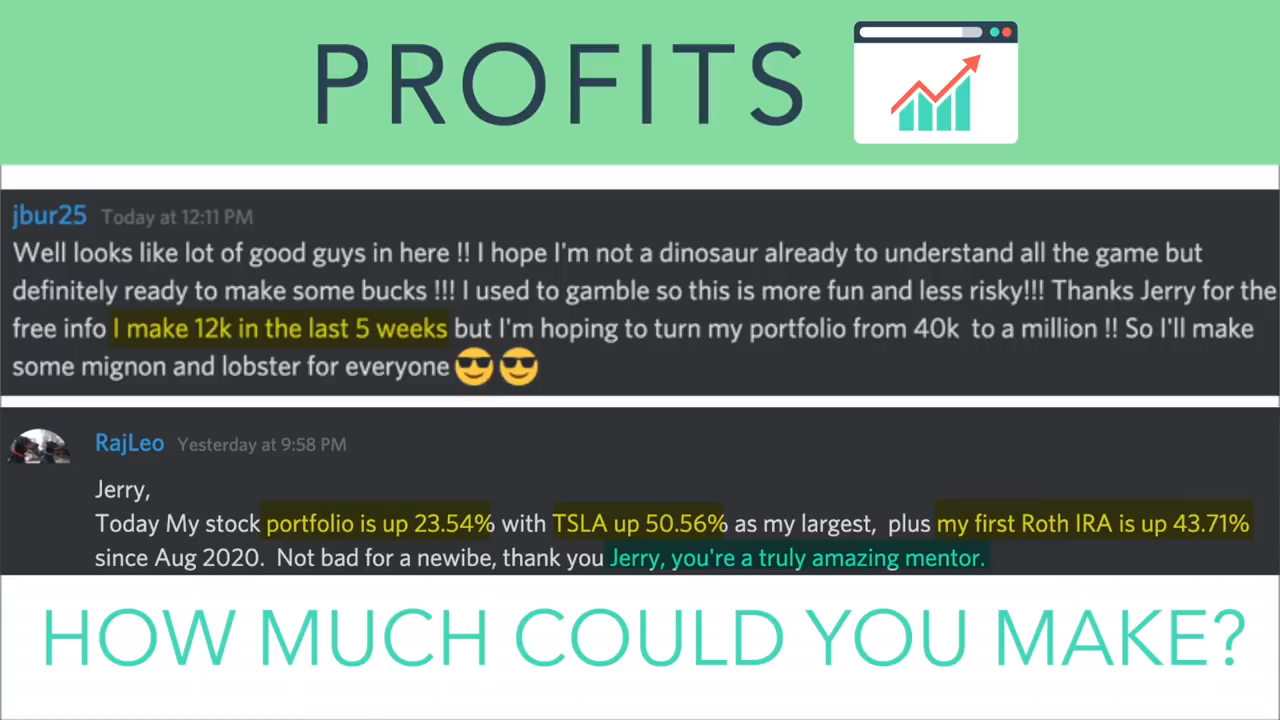 PROFITS
jbur25 Today at 12:11 PM
Well looks like lot of good guys in here !! I hope I'm not a dinosaur already to understand all the game but
definitely ready to make some bucks !!! I used to gamble so this is more fun and less risky!!! Thanks Jerry for the
free info I make 12k in the last 5 weeks but I'm hoping to turn my portfolio from 40k to a million !! So I'll make
some mignon and lobster for everyone😎😎
RajLeo Yesterday at 9:58 PM
Jerry,
Today My stock portfolio is up 23.54% with TSLA up 50.56% as my largest, plus my first Roth IRA is up 43.71%
since Aug 2020. Not bad for a newibe, thank you Jerry, you're a truly amazing mentor.
HOW MUCH COULD YOU MAKE?